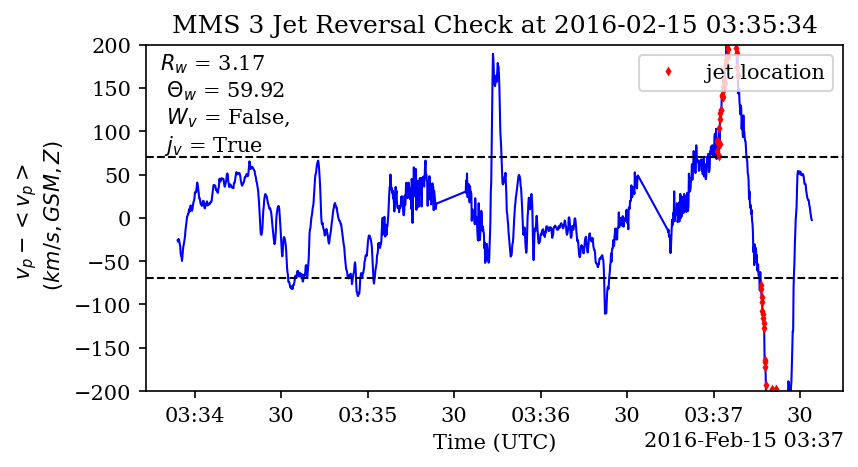 MMS 3 Jet Reversal Check at 2016-02-15 03:35:34
R_w = 3.17
Θ_w = 59.92
W_v = False,
j_v = True
jet location
200
150
100
50
0
−50
−100
−150
−200
v_p − < v_p >
(km/s, GSM, Z)
03:34 30 03:35 30 03:36 30 03:37 30
Time (UTC)
2016-Feb-15 03:37